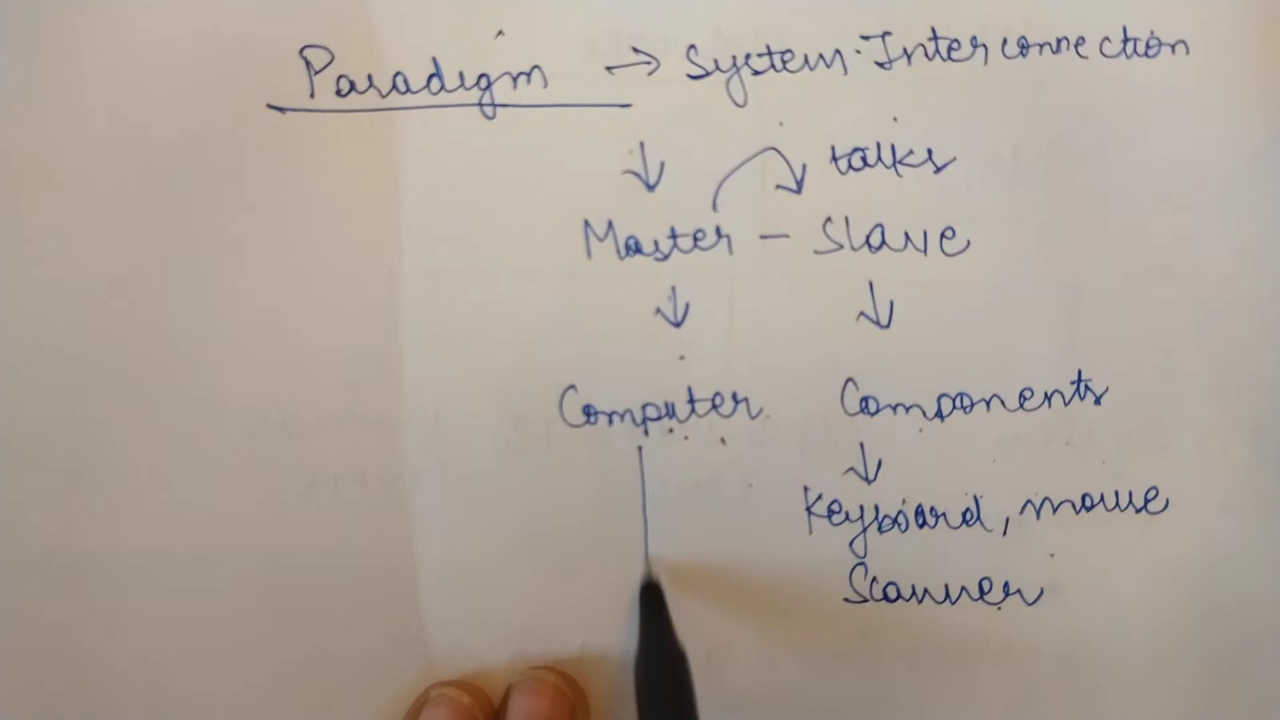 Paradigm → System Interconnection
↓ talks
Master - Slave
↓ ↓
Computer Components
↓
Keyboard, mouse
Scanner